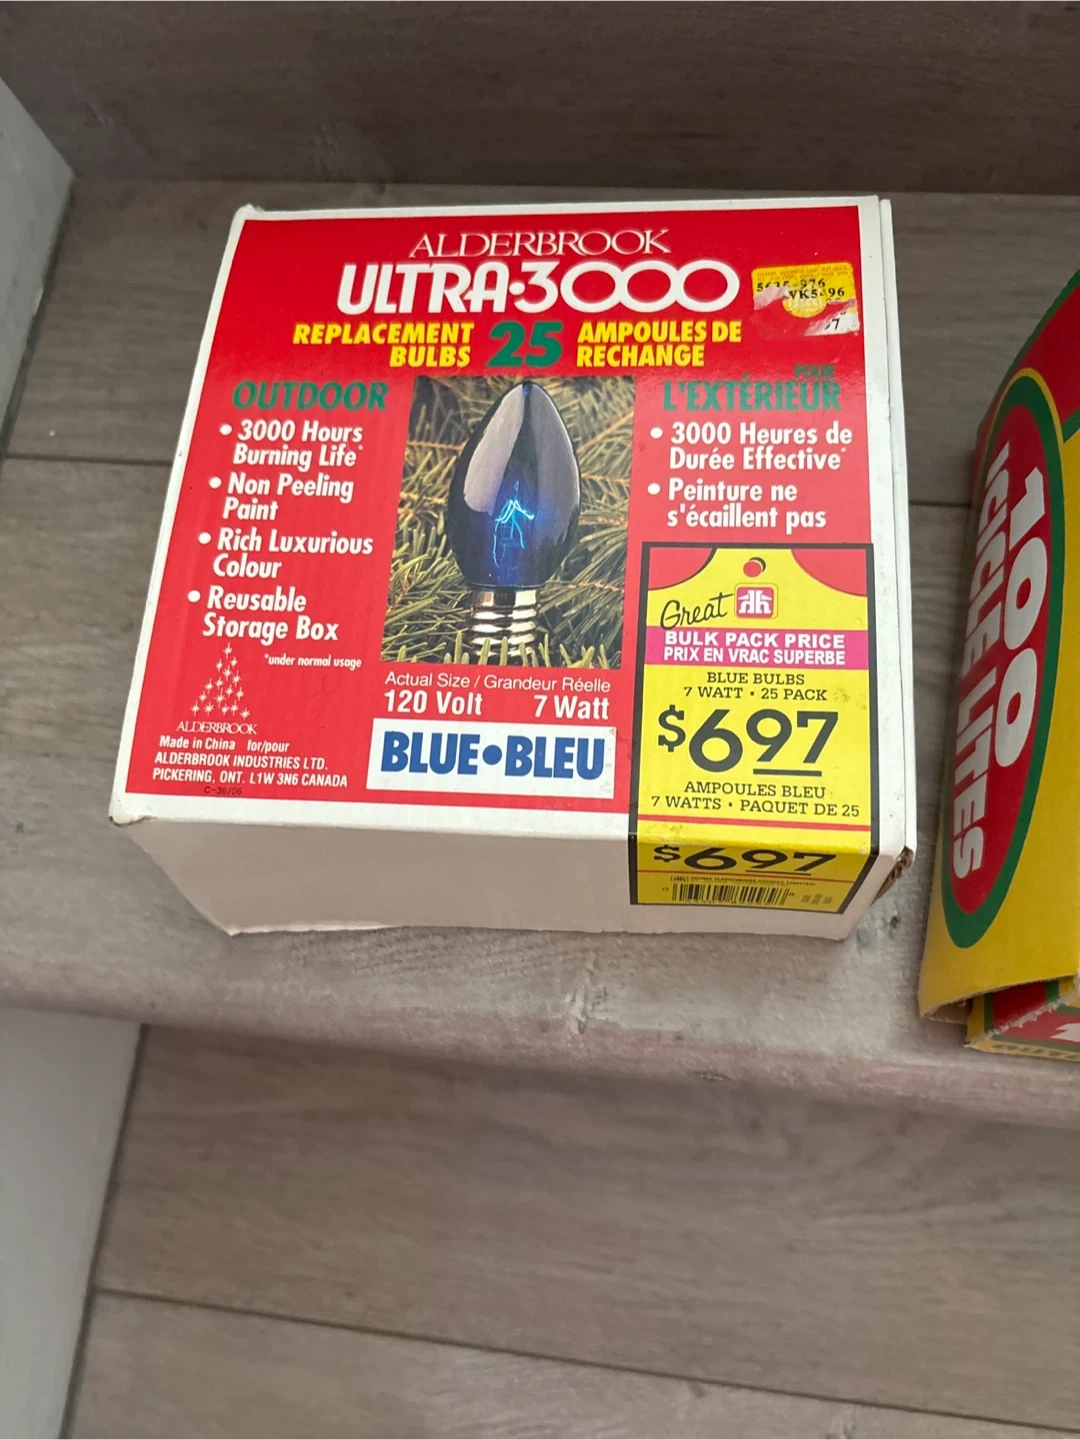 ALDERBROOK
ULTRA·3000
REPLACEMENT
BULBS
25
AMPOULES DE
RECHANGE
OUTDOOR
• 3000 Hours
Burning Life*
• Non Peeling
Paint
• Rich Luxurious
Colour
• Reusable
Storage Box
*under normal usage
POUR
L'EXTÉRIEUR
• 3000 Heures de
Durée Effective*
• Peinture ne
s'écaillent pas
ALDERBROOK
Made in China for/pour
ALDERBROOK INDUSTRIES LTD.
PICKERING, ONT. L1W 3N6 CANADA
C-36/06
Actual Size / Grandeur Réelle
120 Volt 7 Watt
BLUE•BLEU
Great
BULK PACK PRICE
PRIX EN VRAC SUPERBE
BLUE BULBS
7 WATT • 25 PACK
$697
AMPOULES BLEU
7 WATTS • PAQUET DE 25
$697
100
ICICLE LITES